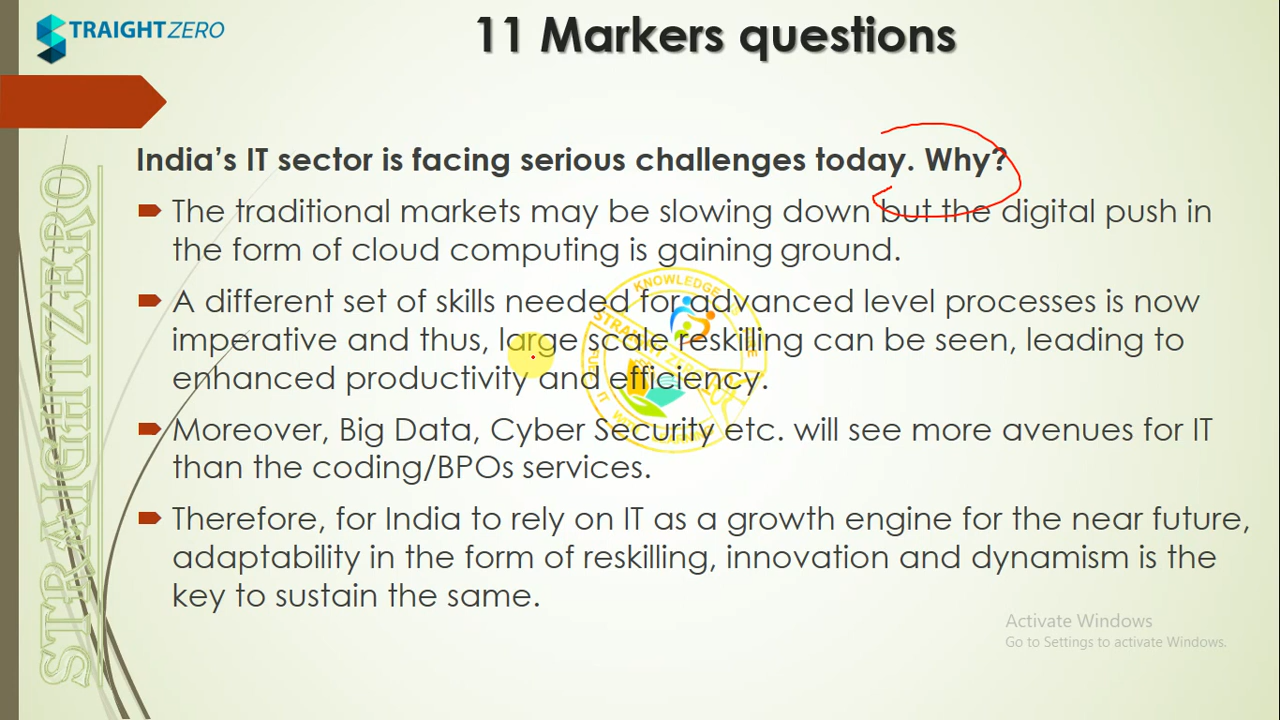 TRAIGHTZERO
11 Markers questions
India's IT sector is facing serious challenges today. Why?
The traditional markets may be slowing down but the digital push in
the form of cloud computing is gaining ground.
A different set of skills needed for advanced level processes is now
imperative and thus, large scale reskilling can be seen, leading to
enhanced productivity and efficiency.
Moreover, Big Data, Cyber Security etc. will see more avenues for IT
than the coding/BPOs services.
Therefore, for India to rely on IT as a growth engine for the near future,
adaptability in the form of reskilling, innovation and dynamism is the
key to sustain the same.
STRAIGHTZERO
KNOWLEDGE
STRAIGHT ZERO
Activate Windows
Go to Settings to activate Windows.